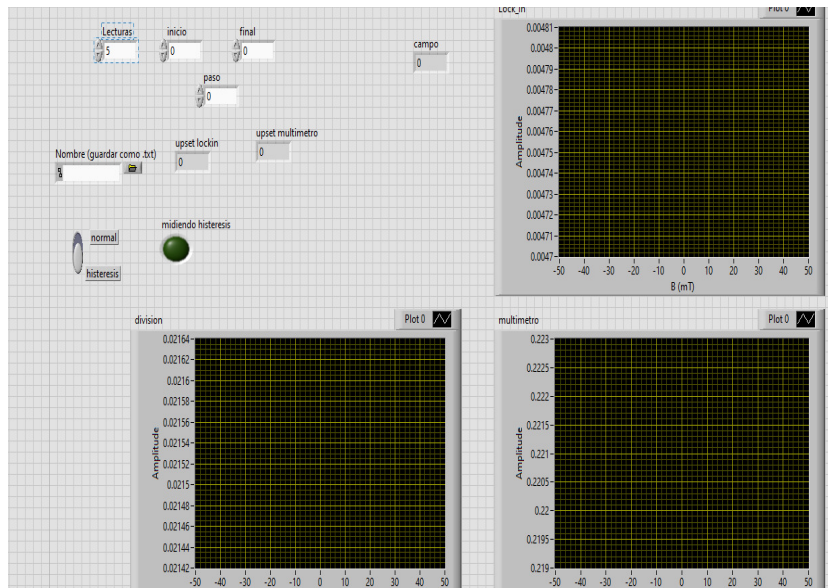 Lecturas
5
inicio
0
final
0
paso
0
campo
0
Nombre (guardar como .txt)
upset lockin
0
upset multimetro
0
normal
histeresis
midiendo histeresis
Lock_in
Plot 0
Amplitude
0.00481
0.0048
0.00479
0.00478
0.00477
0.00476
0.00475
0.00474
0.00473
0.00472
0.00471
0.0047
-50 -40 -30 -20 -10 0 10 20 30 40 50
B (mT)
division
Plot 0
Amplitude
0.02164
0.02162
0.0216
0.02158
0.02156
0.02154
0.02152
0.0215
0.02148
0.02146
0.02144
0.02142
-50 -40 -30 -20 -10 0 10 20 30 40 50
multimetro
Plot 0
Amplitude
0.223
0.2225
0.222
0.2215
0.221
0.2205
0.22
0.2195
0.219
-50 -40 -30 -20 -10 0 10 20 30 40 50